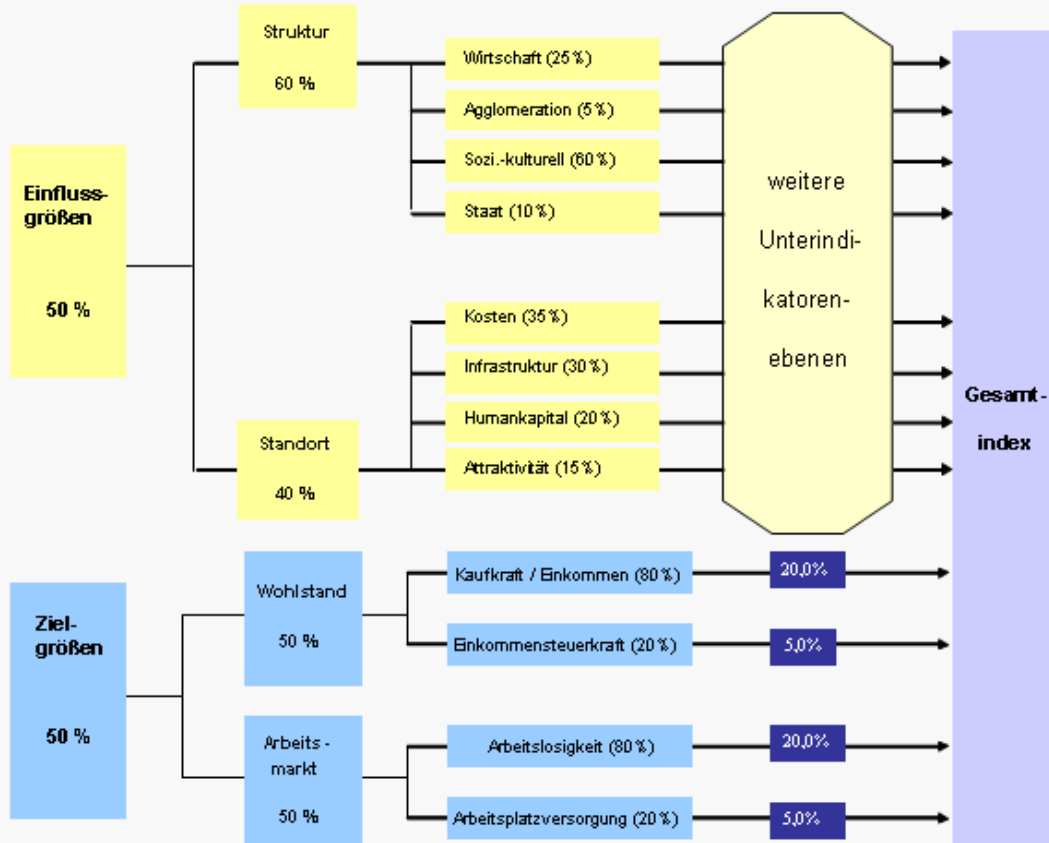 Einfluss-
größen
50 %
Struktur
60 %
Wirtschaft (25%)
Agglomeration (5%)
Sozi.-kulturell (60%)
Staat (10%)
Standort
40 %
Kosten (35%)
Infrastruktur (30%)
Humankapital (20%)
Attraktivität (15%)
weitere
Unterindi-
katoren-
ebenen
Gesamt-
index
Ziel-
größen
50 %
Wohlstand
50 %
Kaufkraft / Einkommen (80%)
20,0%
Einkommensteuerkraft (20%)
5,0%
Arbeits-
markt
50 %
Arbeitslosigkeit (80%)
20,0%
Arbeitsplatzversorgung (20%)
5,0%